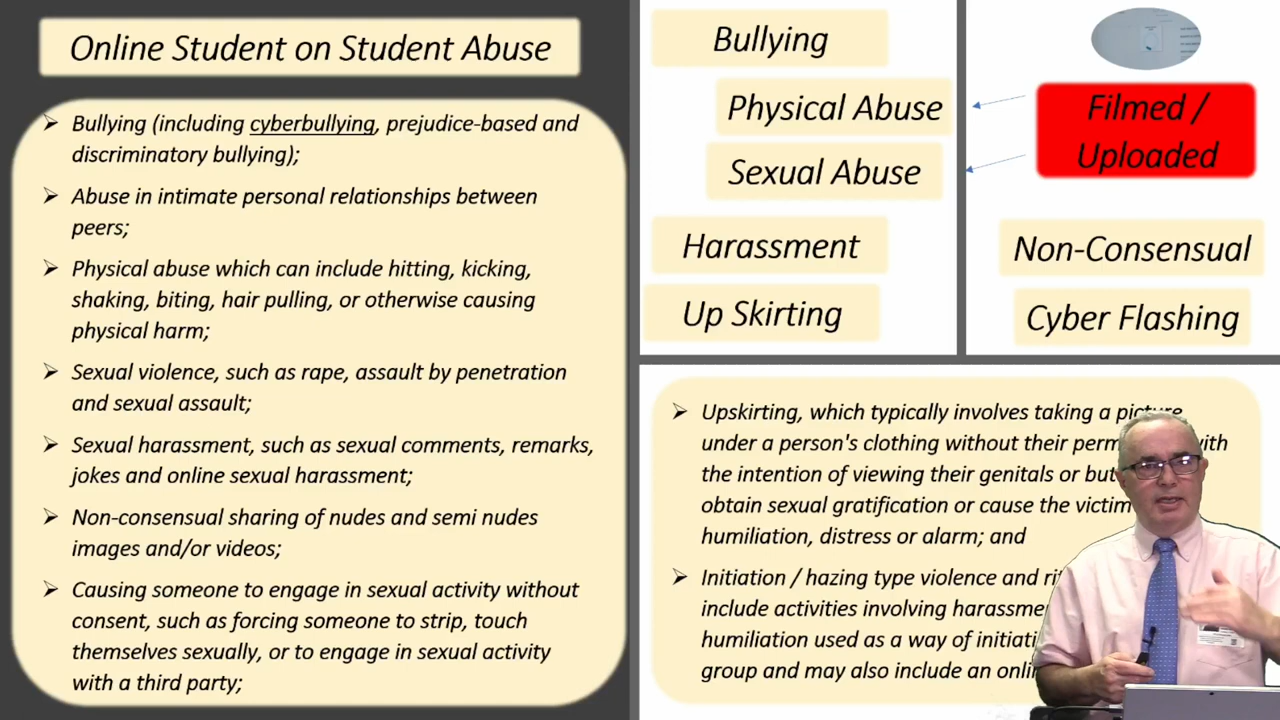 Online Student on Student Abuse
Bullying (including cyberbullying, prejudice-based and
discriminatory bullying);
Abuse in intimate personal relationships between
peers;
Physical abuse which can include hitting, kicking,
shaking, biting, hair pulling, or otherwise causing
physical harm;
Sexual violence, such as rape, assault by penetration
and sexual assault;
Sexual harassment, such as sexual comments, remarks,
jokes and online sexual harassment;
Non-consensual sharing of nudes and semi nudes
images and/or videos;
Causing someone to engage in sexual activity without
consent, such as forcing someone to strip, touch
themselves sexually, or to engage in sexual activity
with a third party;
Bullying
Physical Abuse
Sexual Abuse
Harassment
Up Skirting
Filmed /
Uploaded
Non-Consensual
Cyber Flashing
Upskirting, which typically involves taking a picture
under a person's clothing without their with
the intention of viewing their genitals or
obtain sexual gratification or cause the victim
humiliation, distress or alarm; and
Initiation / hazing type violence and
include activities involving
humiliation used as a way of
group and may also include an